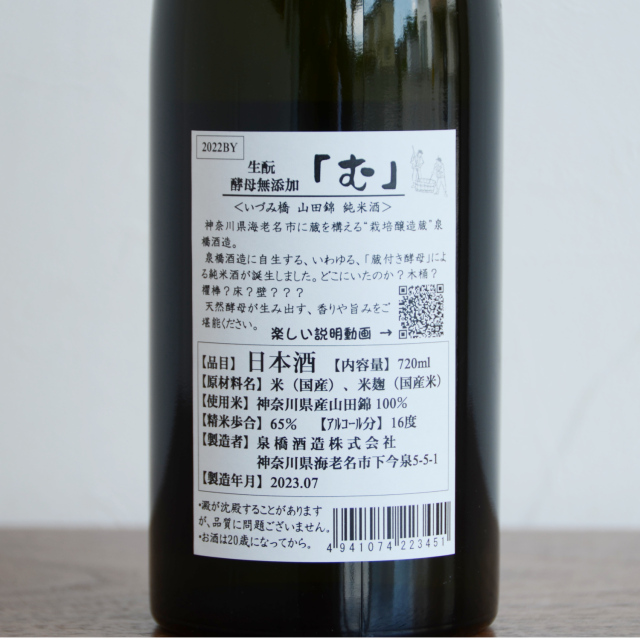 2022BY
生酛
酵母無添加 「む」
＜いづみ橋 山田錦 純米酒＞
神奈川県海老名市に蔵を構える“栽培醸造蔵”泉
橋酒造。
泉橋酒造に自生する、いわゆる、「蔵付き酵母」によ
る純米酒が誕生しました。どこにいたのか？木桶？
櫂棒？床？壁？？？
天然酵母が生み出す、香りや旨みをご
堪能ください。
楽しい説明動画 →
【品目】日本酒 【内容量】720ml
【原材料名】米（国産）、米麹（国産米）
【使用米】神奈川県産山田錦100%
【精米歩合】65% 【アルコール分】16度
【製造者】泉橋酒造株式会社
神奈川県海老名市下今泉5-5-1
【製造年月】2023.07
・澱が沈殿することがあります
が、品質に問題ございません。
・お酒は20歳になってから。
4 941074 223451